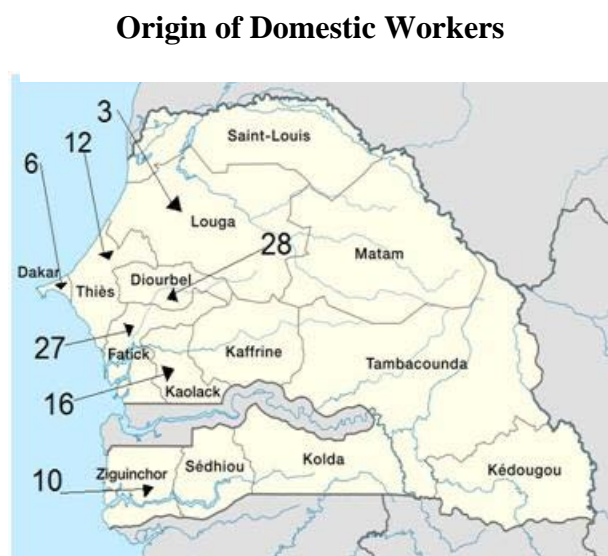 Origin of Domestic Workers
3
Saint-Louis
12
6
Louga
28
Matam
Dakar
Diourbel
Thiès
27
Fatick
Kaffrine
Tambacounda
16
Kaolack
Kolda
Ziguinchor
Sédhiou
Kédougou
10